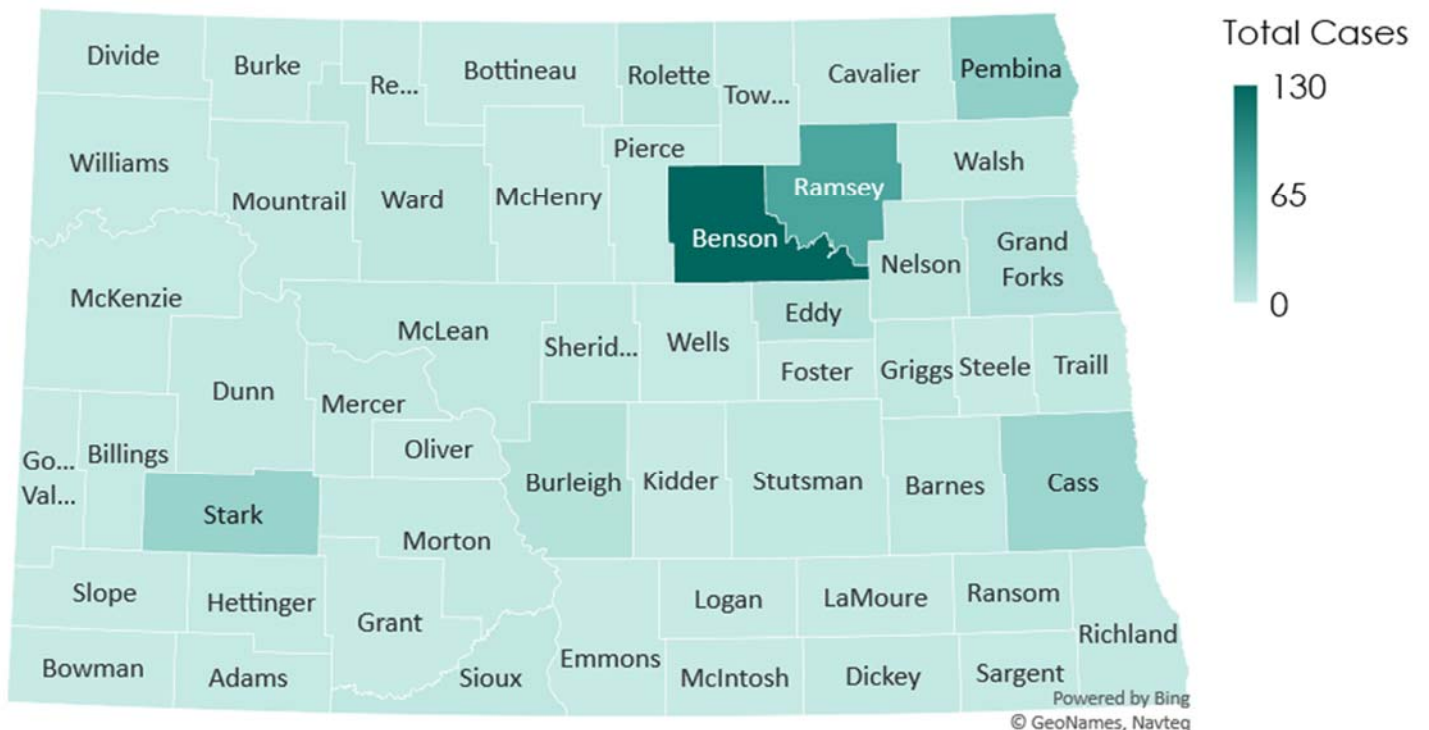 Total Cases
130
65
0
Divide
Burke
Re...
Bottineau
Rolette
Tow...
Cavalier
Pembina
Williams
Mountrail
Ward
McHenry
Pierce
Benson
Ramsey
Walsh
Nelson
Grand
Forks
McKenzie
McLean
Sherid...
Wells
Eddy
Foster
Griggs
Steele
Traill
Dunn
Mercer
Oliver
Go...
Val...
Billings
Stark
Morton
Burleigh
Kidder
Stutsman
Barnes
Cass
Slope
Hettinger
Grant
Logan
LaMoure
Ransom
Richland
Bowman
Adams
Sioux
Emmons
McIntosh
Dickey
Sargent
Powered by Bing
© GeoNames, Navteq